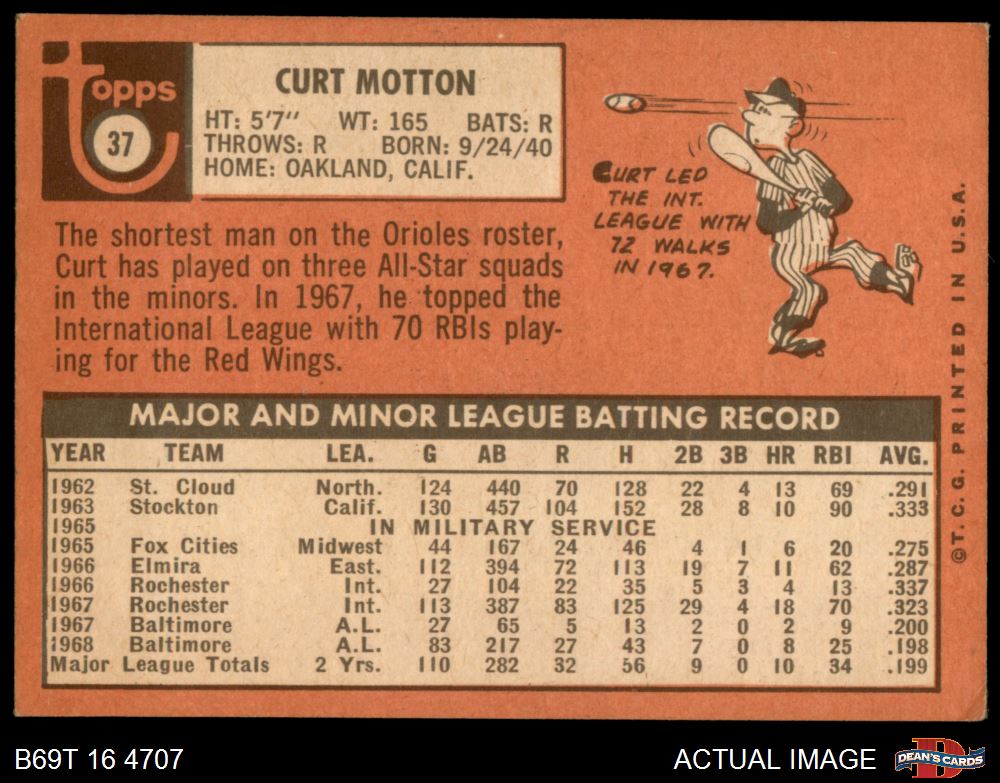 topps
37
CURT MOTTON
HT: 5'7" WT: 165 BATS: R
THROWS: R BORN: 9/24/40
HOME: OAKLAND, CALIF.
The shortest man on the Orioles roster,
Curt has played on three All-Star squads
in the minors. In 1967, he topped the
International League with 70 RBIs play-
ing for the Red Wings.
CURT LED
THE INT.
LEAGUE WITH
72 WALKS
IN 1967.
MAJOR AND MINOR LEAGUE BATTING RECORD
YEAR TEAM LEA. G AB R H 2B 3B HR RBI AVG.
1962 St. Cloud North. 124 440 70 128 22 4 13 69 .291
1963 Stockton Calif. 130 457 104 152 28 8 10 90 .333
1965 IN MILITARY SERVICE
1965 Fox Cities Midwest 44 167 24 46 4 1 6 20 .275
1966 Elmira East. 112 394 72 113 19 7 11 62 .287
1966 Rochester Int. 27 104 22 35 5 3 4 13 .337
1967 Rochester Int. 113 387 83 125 29 4 18 70 .323
1967 Baltimore A.L. 27 65 5 13 2 0 2 9 .200
1968 Baltimore A.L. 83 217 27 43 7 0 8 25 .198
Major League Totals 2 Yrs. 110 282 32 56 9 0 10 34 .199
©T.C.G. PRINTED IN U.S.A.
B69T 16 4707
ACTUAL IMAGE
D
DEAN'S CARDS